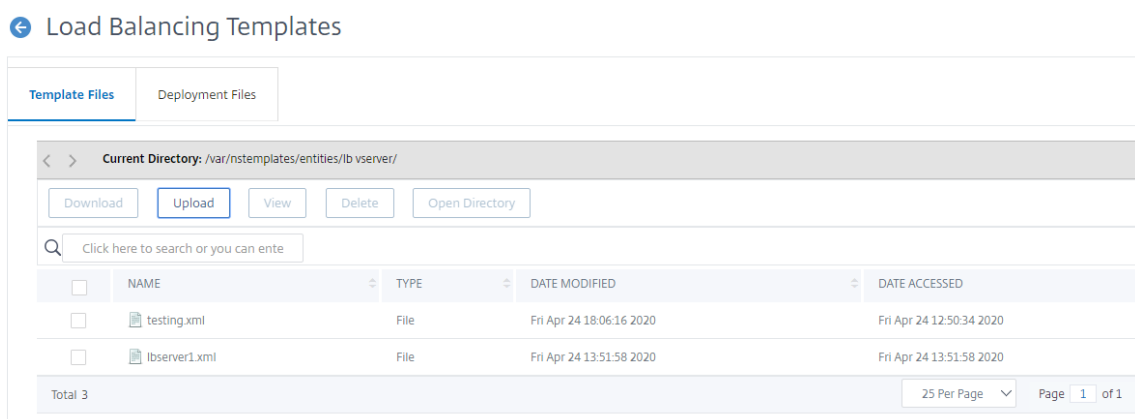 Load Balancing Templates
Template Files Deployment Files
Current Directory: /var/nstemplates/entities/lb vserver/
Download Upload View Delete Open Directory
Click here to search or you can ente
NAME TYPE DATE MODIFIED DATE ACCESSED
testing.xml File Fri Apr 24 18:06:16 2020 Fri Apr 24 12:50:34 2020
lbserver1.xml File Fri Apr 24 13:51:58 2020 Fri Apr 24 13:51:58 2020
Total 3 25 Per Page Page 1 of 1